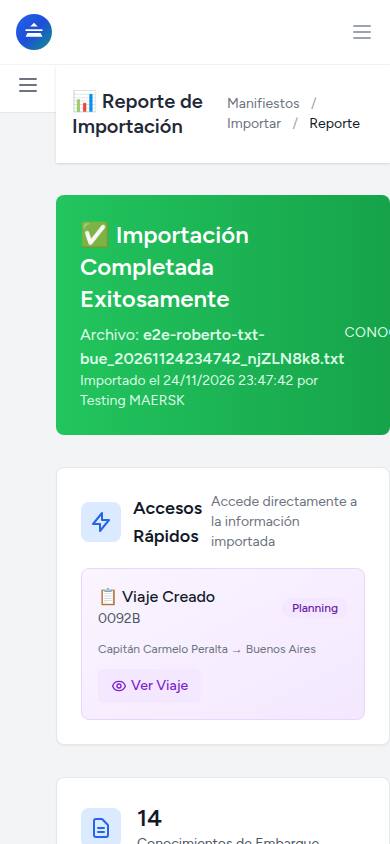 📊 Reporte de Importación
Manifiestos /
Importar / Reporte
✅ Importación
Completada
Exitosamente
Archivo: e2e-roberto-txt-
bue_20261124234742_njZLN8k8.txt
Importado el 24/11/2026 23:47:42 por
Testing MAERSK
Accesos
Rápidos
Accede directamente a
la información
importada
📋 Viaje Creado
0092B
Planning
Capitán Carmelo Peralta → Buenos Aires
Ver Viaje
14
Conocimientos de Embarque